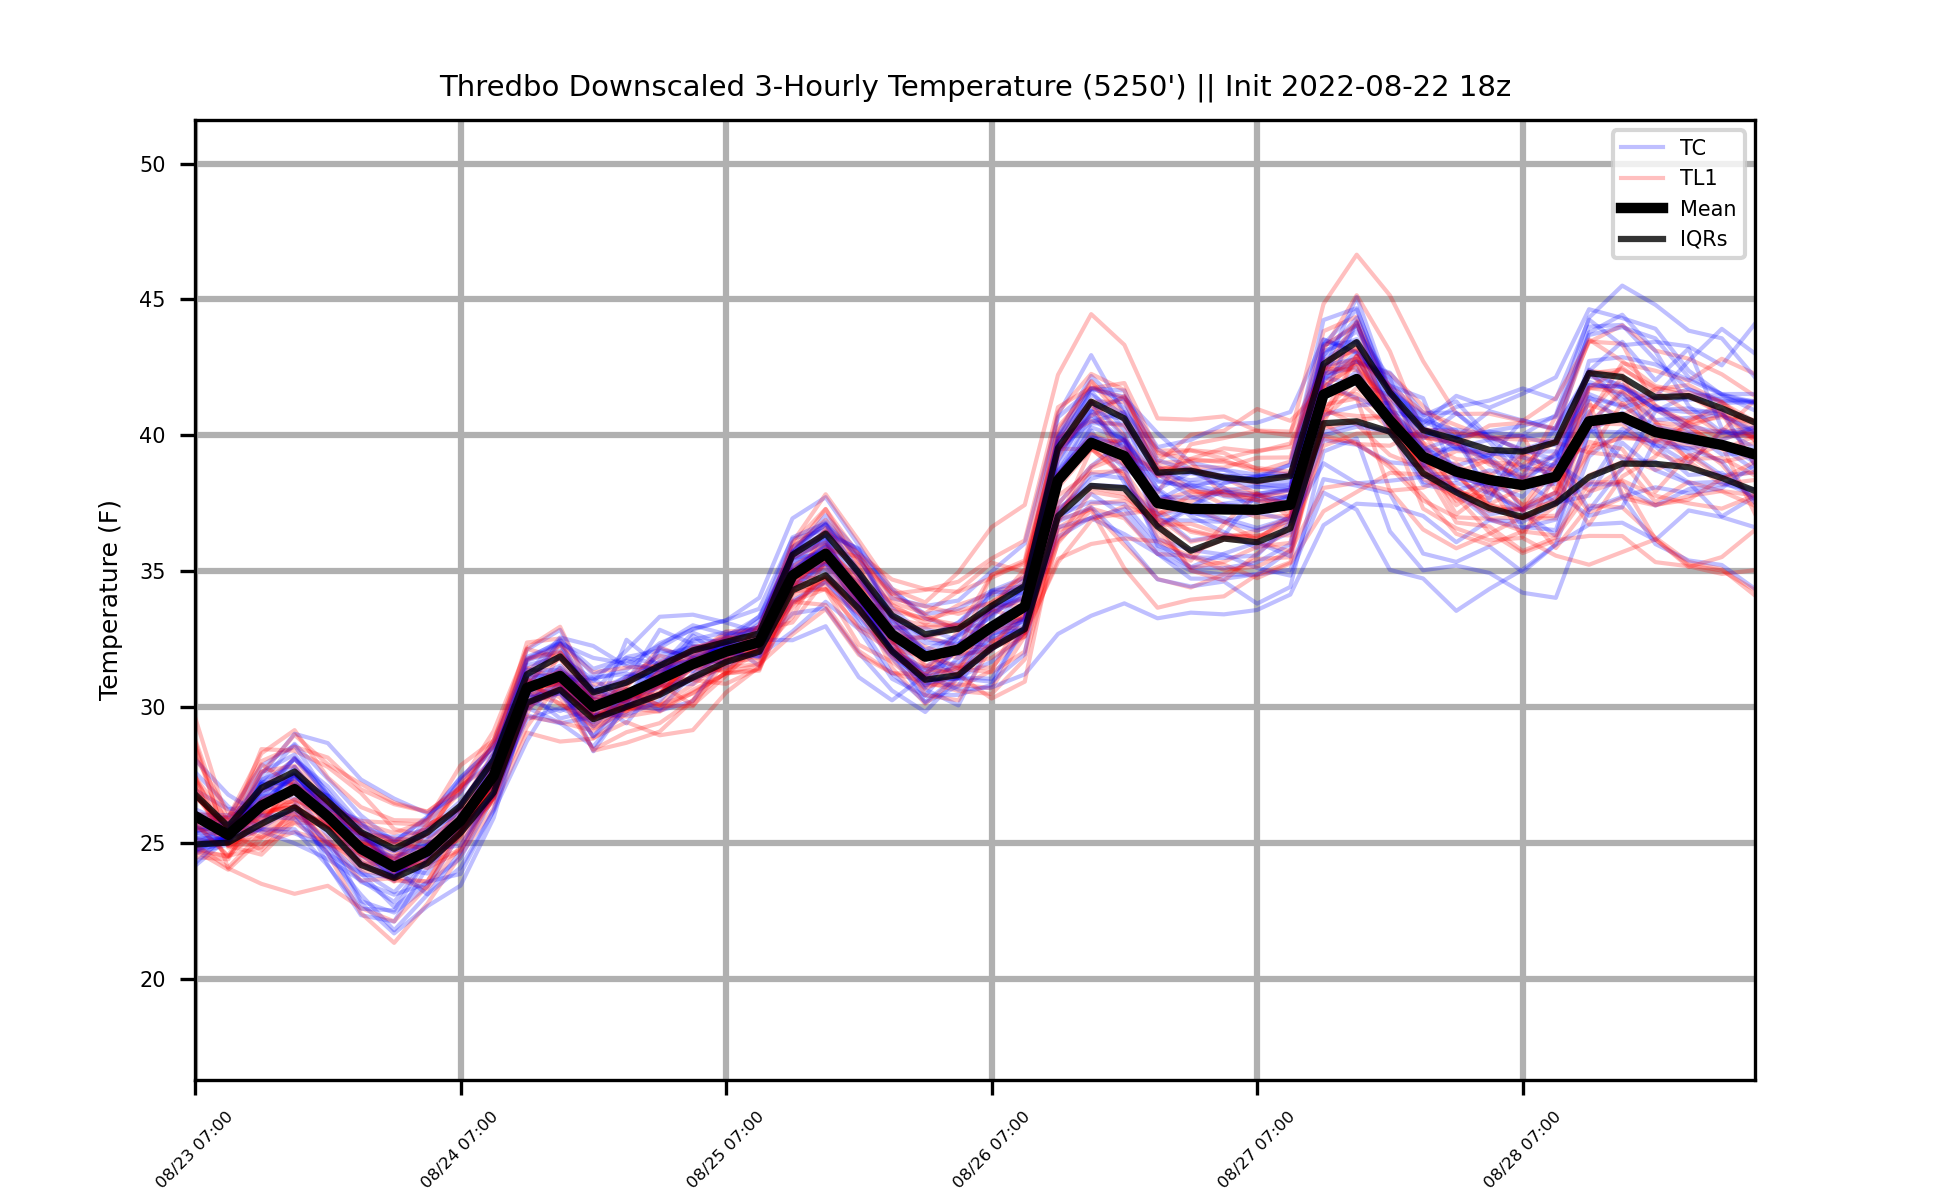 Thredbo Downscaled 3-Hourly Temperature (5250') || Init 2022-08-22 18z
TC
TL1
Mean
IQRs
Temperature (F)
50
45
40
35
30
25
20
08/23 07:00
08/24 07:00
08/25 07:00
08/26 07:00
08/27 07:00
08/28 07:00